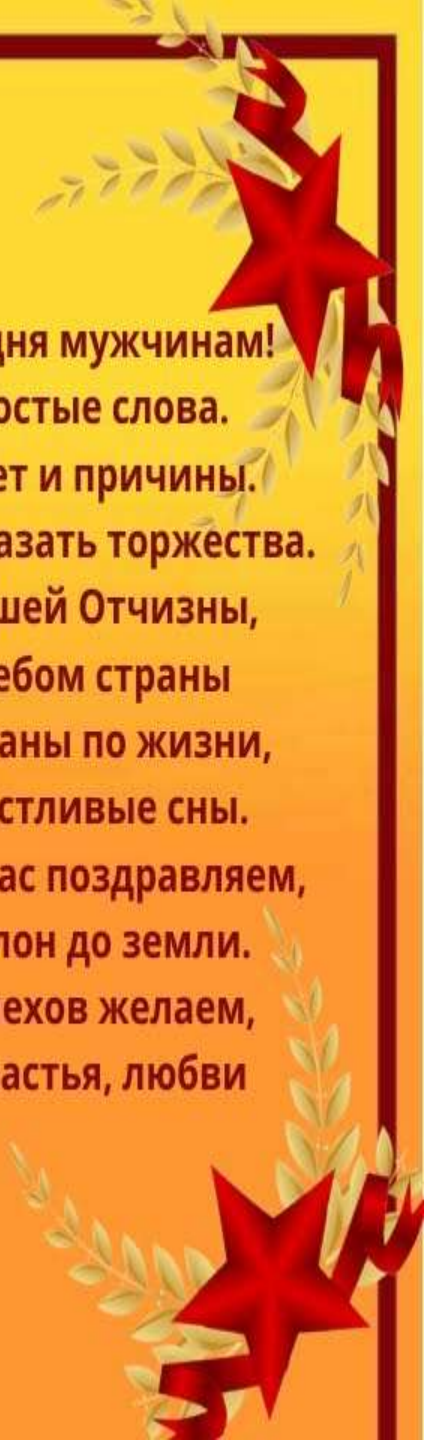 дня мужчинам!
остые слова.
ет и причины.
азать торжества.
шей Отчизны,
ебом страны
аны по жизни,
стливые сны.
ас поздравляем,
лон до земли.
ехов желаем,
астья, любви